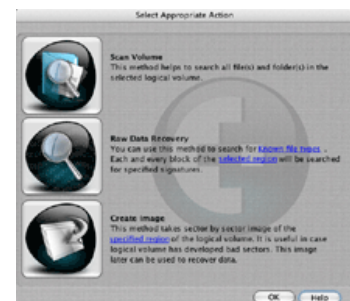 Select Appropriate Action
Scan Volume
This method helps to search all file(s) and folder(s) in the
selected logical volume.
Raw Data Recovery
You can use this method to search for known file types .
Each and every block of the selected region will be searched
for specified signatures.
Create Image
This method takes sector by sector image of the
specified region of the logical volume. It is useful in case
logical volume has developed bad sectors. This image
later can be used to recover data.
OK
Help